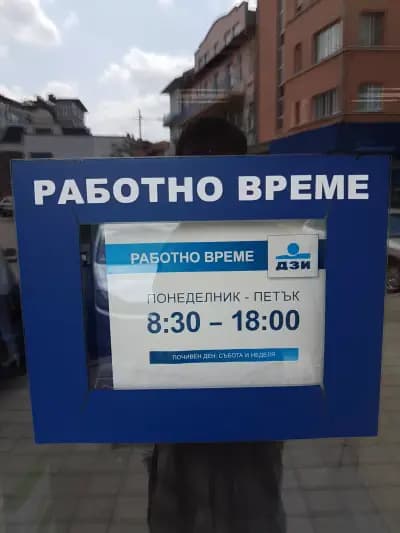 РАБОТНО ВРЕМЕ
РАБОТНО ВРЕМЕ
ДЗИ
ПОНЕДЕЛНИК - ПЕТЪК
8:30 – 18:00
ПОЧИВЕН ДЕН: СЪБОТА И НЕДЕЛЯ